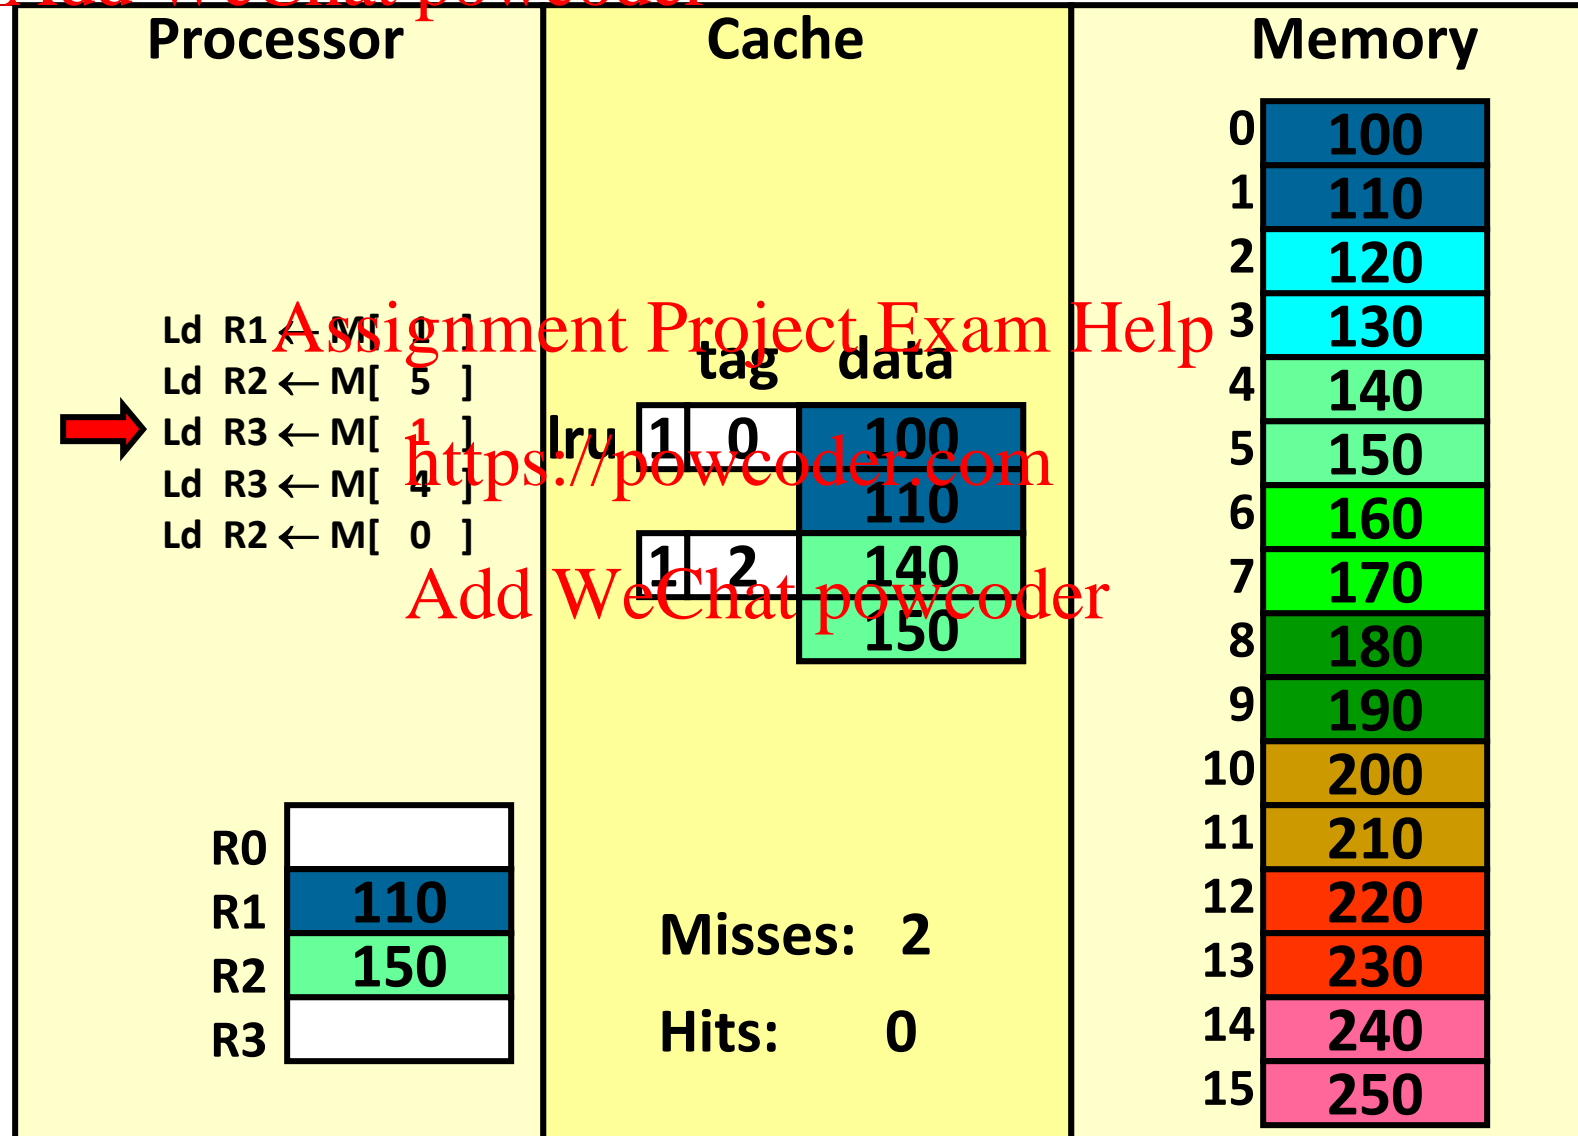 Add WeChat powcoder
Processor
Cache
Memory
Ld R1 ← M[ 1 ]
Ld R2 ← M[ 5 ]
Ld R3 ← M[ 1 ]
Ld R3 ← M[ 4 ]
Ld R2 ← M[ 0 ]
Assignment Project Exam Help
https://powcoder.com
Add WeChat powcoder
R0
R1 110
R2 150
R3
tag data
lru 1 0 100
110
1 2 140
150
Misses: 2
Hits: 0
0 100
1 110
2 120
3 130
4 140
5 150
6 160
7 170
8 180
9 190
10 200
11 210
12 220
13 230
14 240
15 250